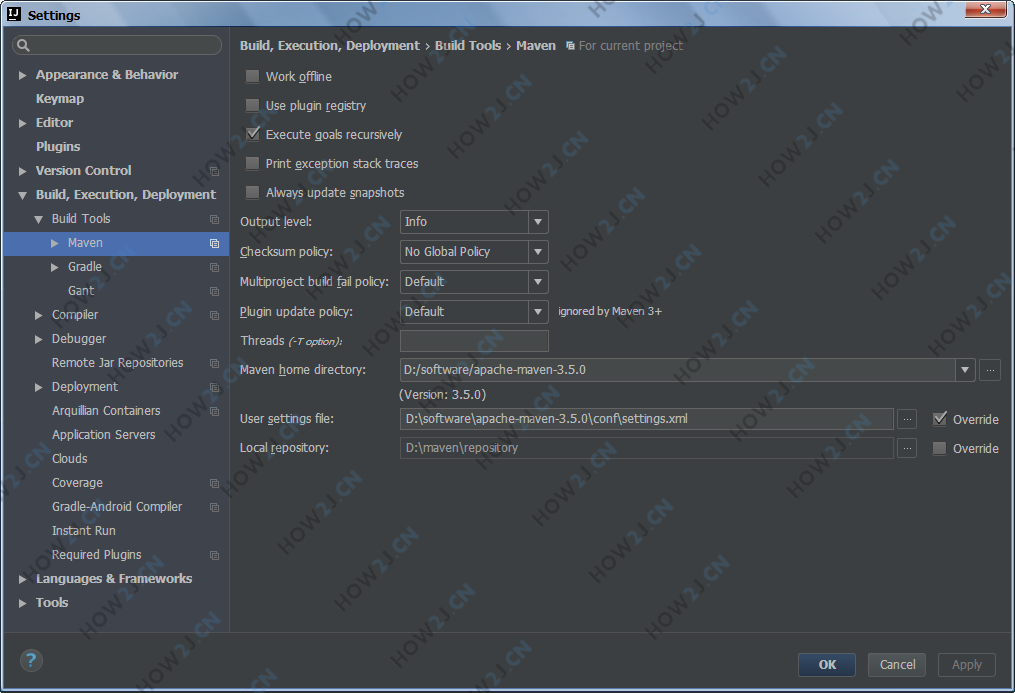 Settings
Build, Execution, Deployment › Build Tools › Maven For current project
Appearance & Behavior
Keymap
Editor
Plugins
Version Control
Build, Execution, Deployment
Build Tools
Maven
Gradle
Gant
Compiler
Debugger
Remote Jar Repositories
Deployment
Arquillian Containers
Application Servers
Clouds
Coverage
Gradle-Android Compiler
Instant Run
Required Plugins
Languages & Frameworks
Tools
Work offline
Use plugin registry
Execute goals recursively
Print exception stack traces
Always update snapshots
Output level: Info
Checksum policy: No Global Policy
Multiproject build fail policy: Default
Plugin update policy: Default ignored by Maven 3+
Threads (-T option):
Maven home directory: D:/software/apache-maven-3.5.0 ...
(Version: 3.5.0)
User settings file: D:\software\apache-maven-3.5.0\conf\settings.xml ... Override
Local repository: D:\maven\repository ... Override
? OK Cancel Apply
HOW2J.CN